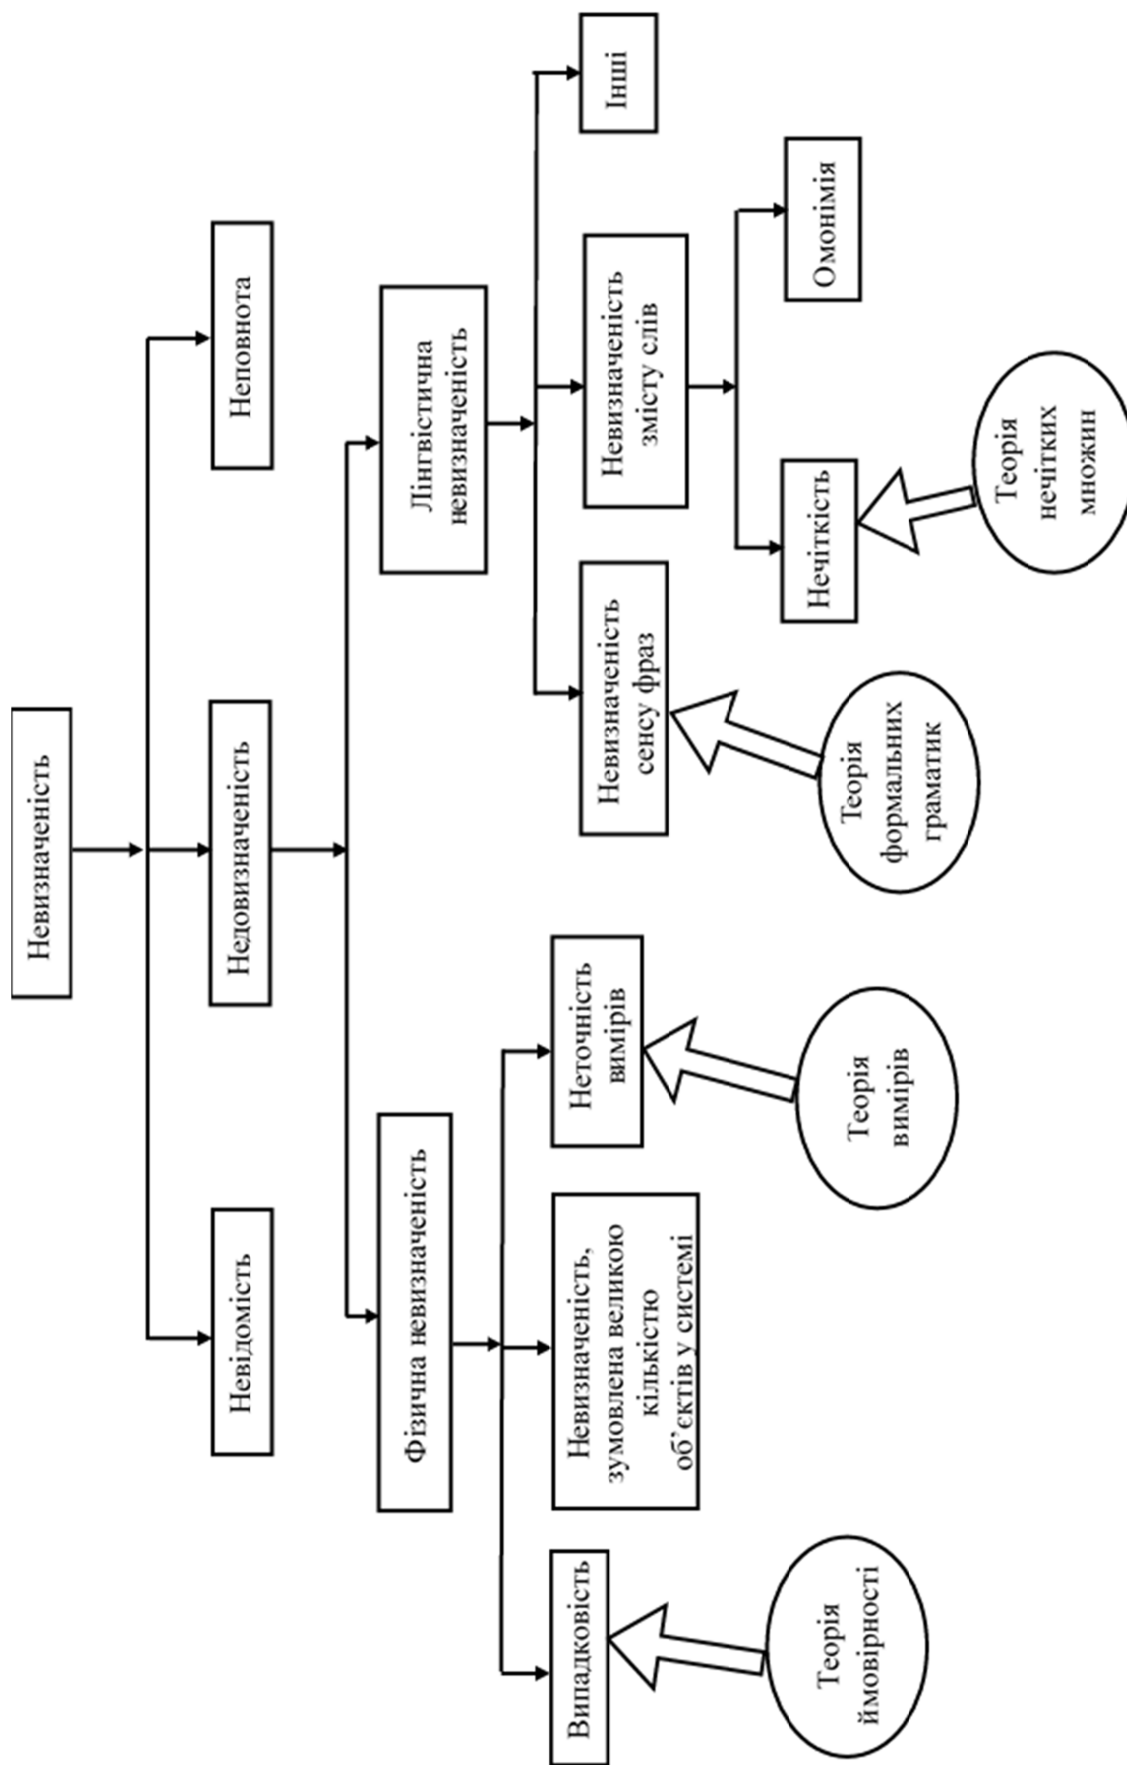 Невизначеність
Невідомість
Недовизначеність
Неповнота
Фізична невизначеність
Лінгвістична
невизначеність
Випадковість
Невизначеність,
зумовлена великою
кількістю
об’єктів у системі
Неточність
вимірів
Невизначеність
сенсу фраз
Невизначеність
змісту слів
Інші
Нечіткість
Омонімія
Теорія
ймовірності
Теорія
вимірів
Теорія
формальних
граматик
Теорія
нечітких
множин